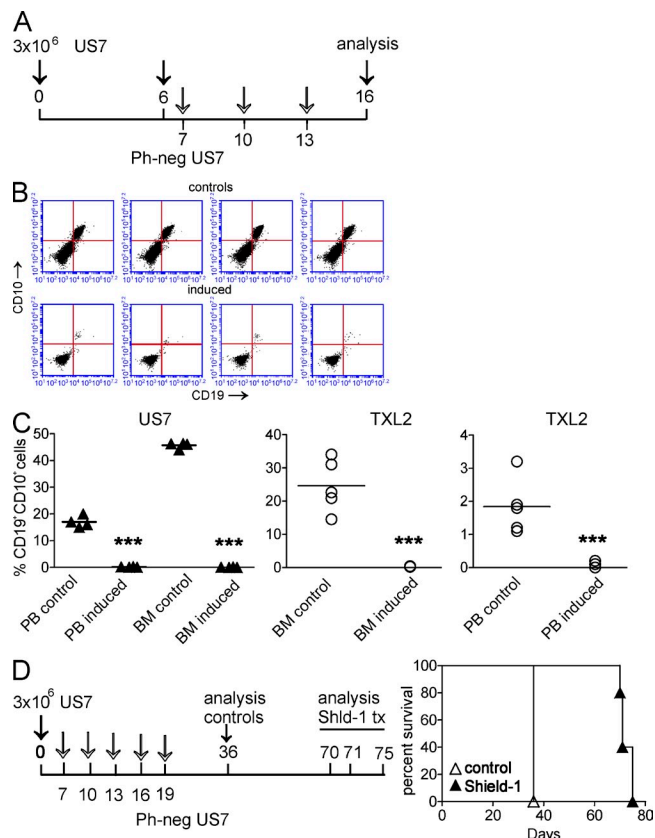 A
3x10⁶ US7
analysis
0
6
16
7
10
13
Ph-neg US7
B
controls
induced
CD10 →
CD19 →
C
US7
TXL2
TXL2
% CD19⁺CD10⁺ cells
50
40
30
20
10
0
***
***
PB control
PB induced
BM control
BM induced
40
30
20
10
0
***
BM control
BM induced
4
3
2
1
0
***
PB control
PB induced
D
3x10⁶ US7
analysis
controls
analysis
Shld-1 tx
0
36
70 71 75
7 10 13 16 19
Ph-neg US7
percent survival
100
80
60
40
20
0
control
Shield-1
0 20 40 60 80
Days